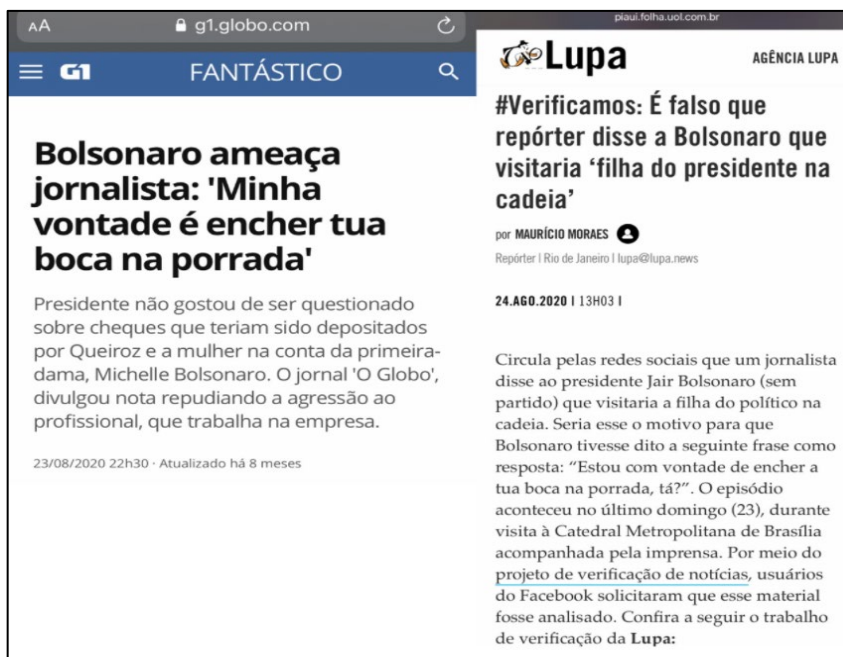 AA
g1.globo.com
G1
FANTÁSTICO
Bolsonaro ameaça
jornalista: 'Minha
vontade é encher tua
boca na porrada'
Presidente não gostou de ser questionado
sobre cheques que teriam sido depositados
por Queiroz e a mulher na conta da primeira-
dama, Michelle Bolsonaro. O jornal 'O Globo',
divulgou nota repudiando a agressão ao
profissional, que trabalha na empresa.
23/08/2020 22h30 · Atualizado há 8 meses
piaui.folha.uol.com.br
Lupa
AGÊNCIA LUPA
#Verificamos: É falso que
repórter disse a Bolsonaro que
visitaria ‘filha do presidente na
cadeia’
por MAURÍCIO MORAES
Repórter | Rio de Janeiro | lupa@lupa.news
24.AGO.2020 | 13H03 |
Circula pelas redes sociais que um jornalista
disse ao presidente Jair Bolsonaro (sem
partido) que visitaria a filha do político na
cadeia. Seria esse o motivo para que
Bolsonaro tivesse dito a seguinte frase como
resposta: “Estou com vontade de encher a
tua boca na porrada, tá?”. O episódio
aconteceu no último domingo (23), durante
visita à Catedral Metropolitana de Brasília
acompanhada pela imprensa. Por meio do
projeto de verificação de notícias, usuários
do Facebook solicitaram que esse material
fosse analisado. Confira a seguir o trabalho
de verificação da Lupa: